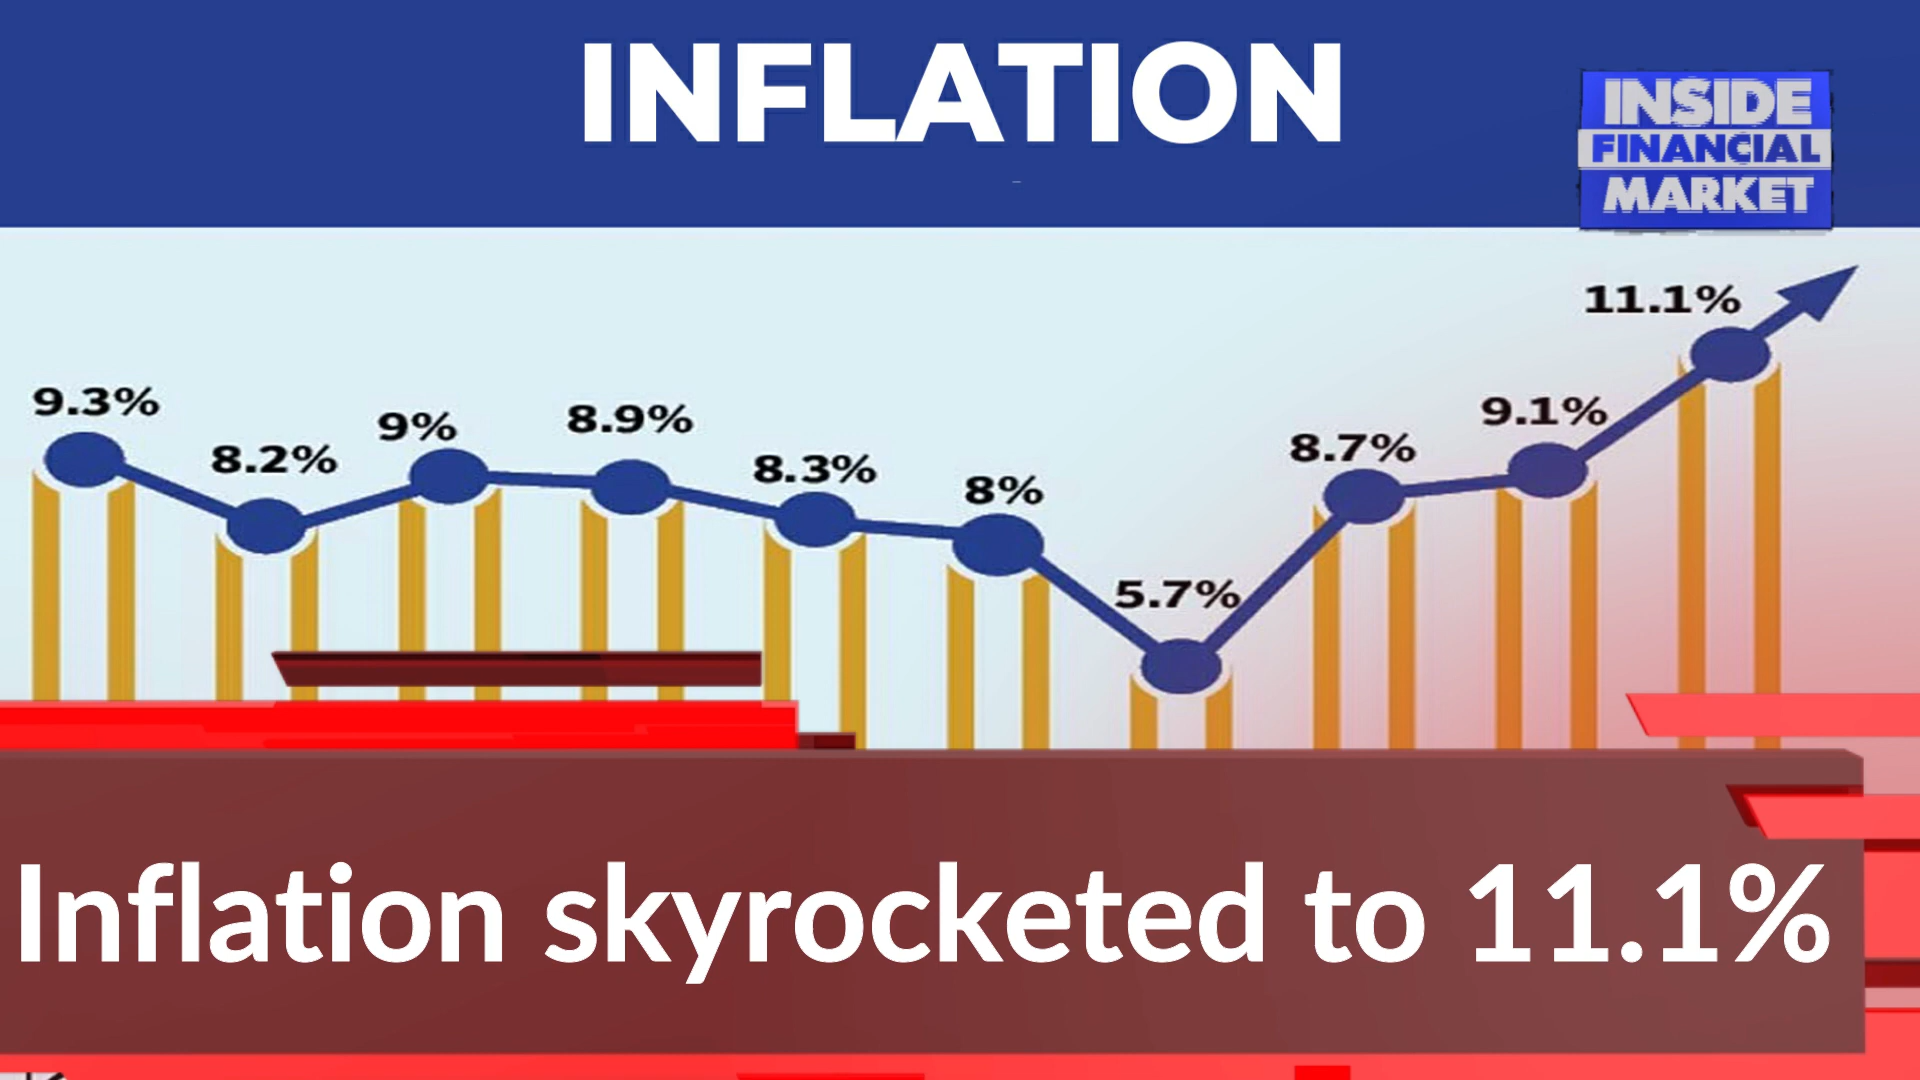 INFLATION
INSIDE
FINANCIAL
MARKET
9.3%
8.2%
9%
8.9%
8.3%
8%
5.7%
8.7%
9.1%
11.1%
Inflation skyrocketed to 11.1%